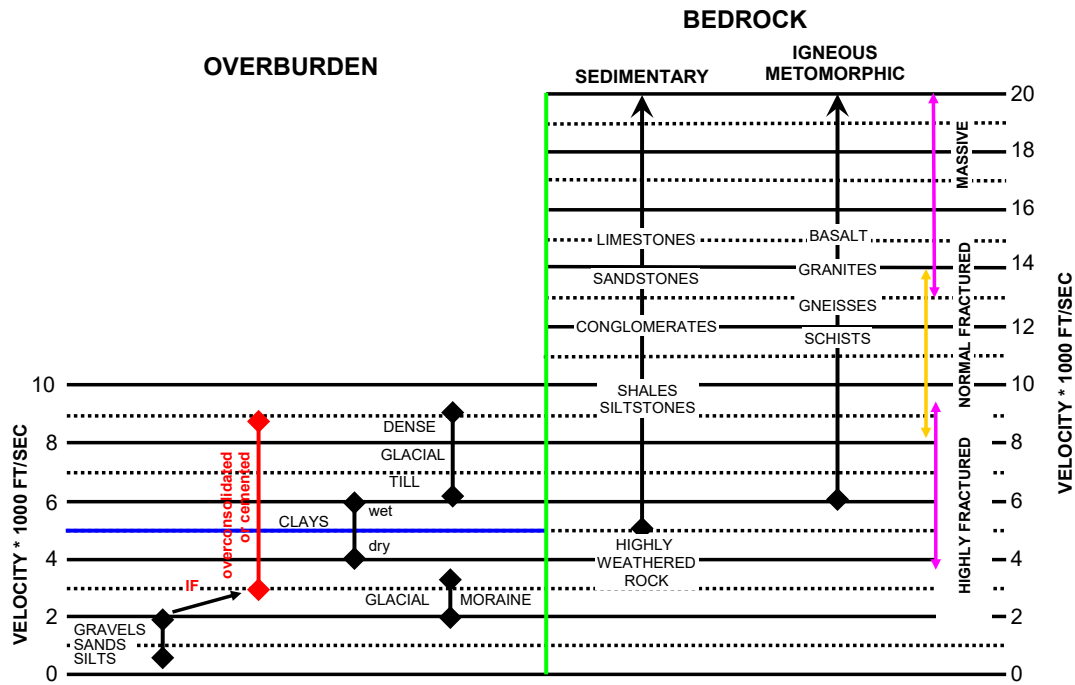 BEDROCK
OVERBURDEN
SEDIMENTARY
IGNEOUS
METOMORPHIC
20
18
16
14
12
10
8
6
4
2
0
VELOCITY * 1000 FT/SEC
MASSIVE
NORMAL FRACTURED
HIGHLY FRACTURED
LIMESTONES
SANDSTONES
CONGLOMERATES
SHALES
SILTSTONES
HIGHLY
WEATHERED
ROCK
BASALT
GRANITES
GNEISSES
SCHISTS
10
8
6
4
2
0
VELOCITY * 1000 FT/SEC
DENSE
GLACIAL
TILL
wet
CLAYS
dry
overconsolidated
or cemented
IF
GLACIAL MORAINE
GRAVELS
SANDS
SILTS